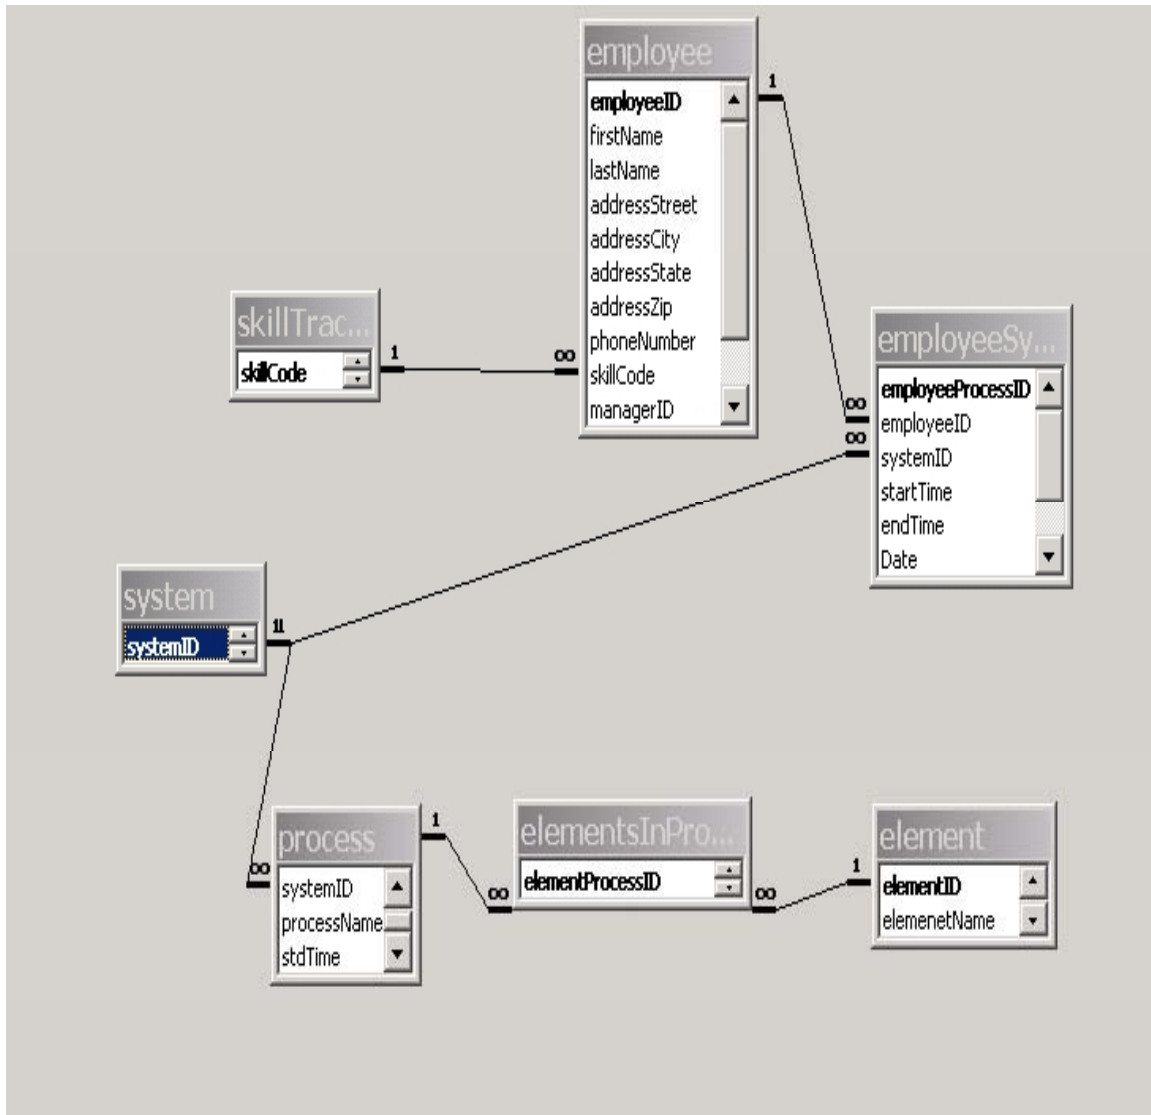 employee
employeeID
firstName
lastName
addressStreet
addressCity
addressState
addressZip
phoneNumber
skillCode
managerID
1
skillTrac...
skillCode
1
∞
employeeSy...
employeeProcessID
employeeID
systemID
startTime
endTime
Date
∞
∞
system
systemID
11
process
systemID
processName
stdTime
∞
1
elementsInPro...
elementProcessID
∞
∞
element
elementID
elemenetName
1